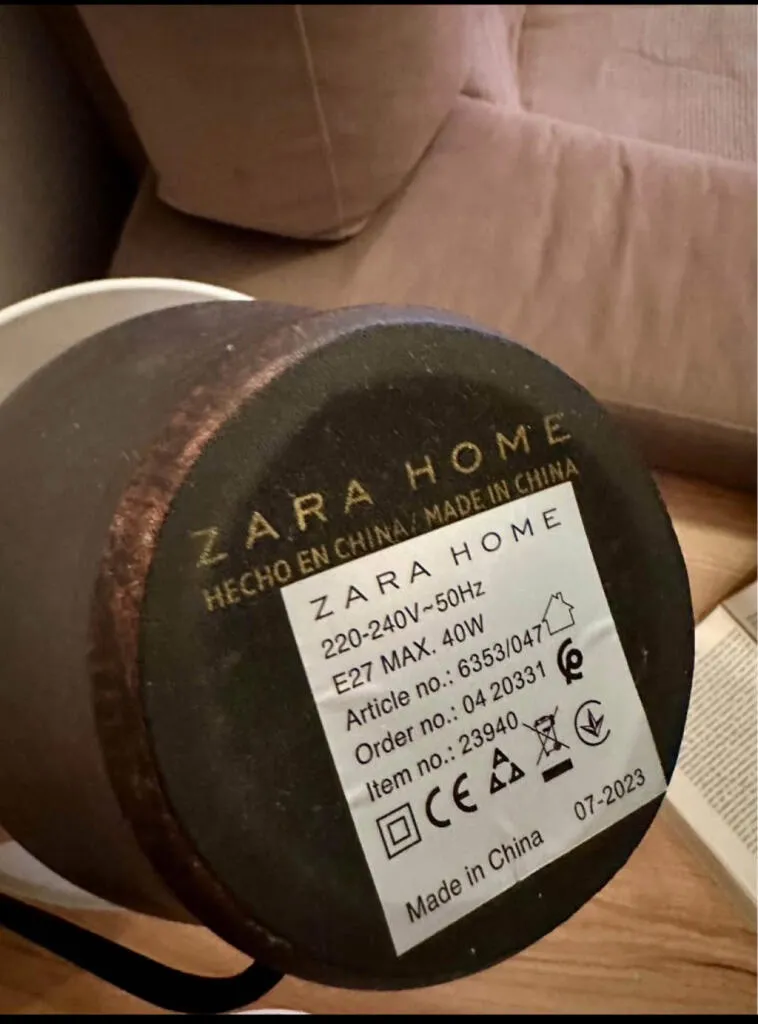 ZARA HOME
HECHO EN CHINA / MADE IN CHINA
ZARA HOME
220-240V~50Hz
E27 MAX. 40W
Article no.: 6353/047
Order no.: 04 20331
Item no.: 23940
CE
Made in China 07-2023